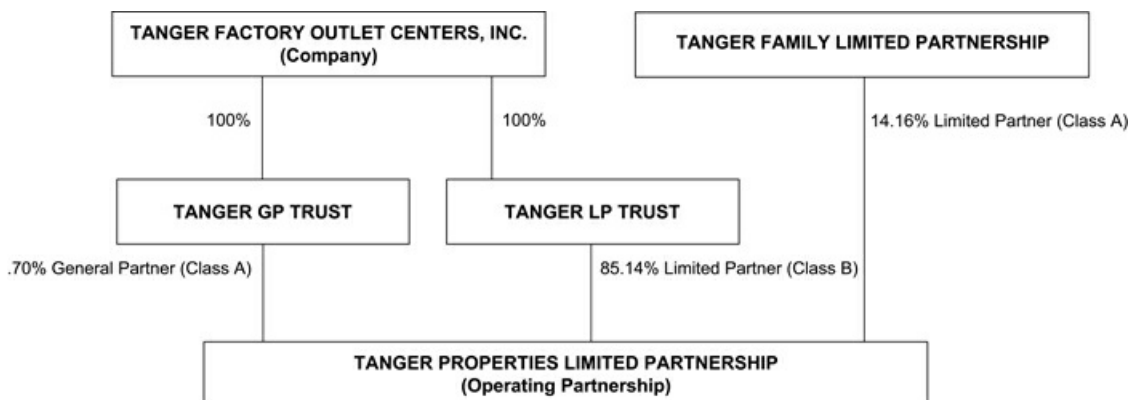 TANGER FACTORY OUTLET CENTERS, INC.
(Company)
TANGER FAMILY LIMITED PARTNERSHIP
100%
100%
14.16% Limited Partner (Class A)
TANGER GP TRUST
TANGER LP TRUST
.70% General Partner (Class A)
85.14% Limited Partner (Class B)
TANGER PROPERTIES LIMITED PARTNERSHIP
(Operating Partnership)